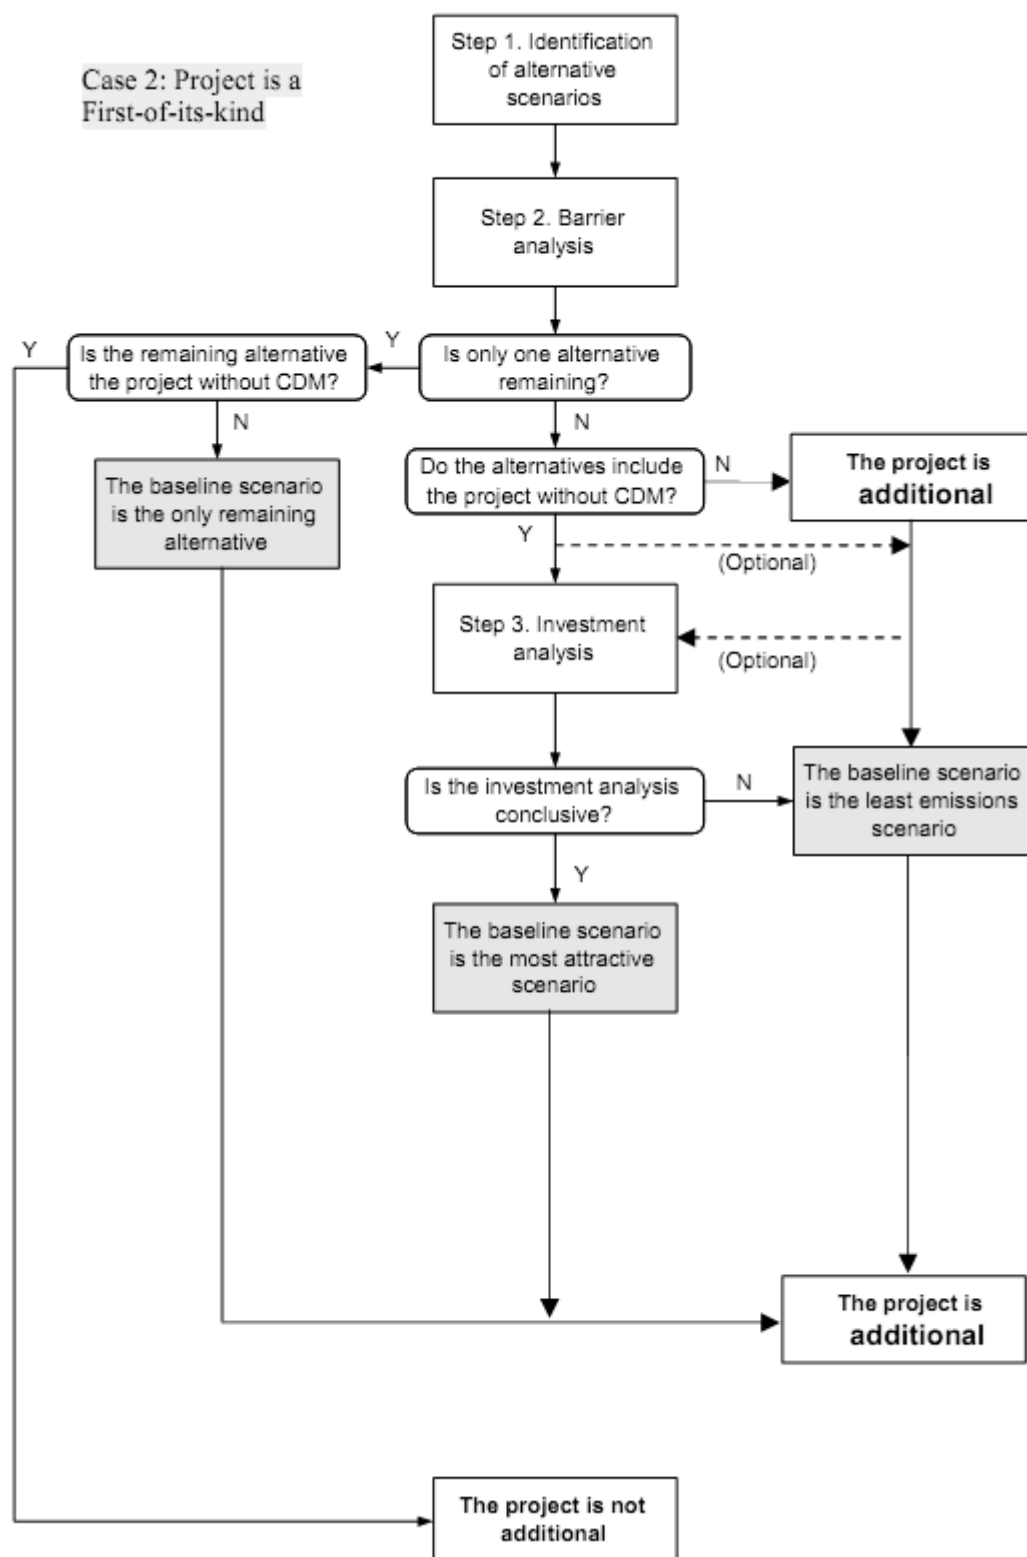 Case 2: Project is a
First-of-its-kind
Step 1. Identification
of alternative
scenarios
Step 2. Barrier
analysis
Y
Is the remaining alternative
the project without CDM?
Y
Is only one alternative
remaining?
N
N
The baseline scenario
is the only remaining
alternative
Do the alternatives include
the project without CDM?
N
The project is
additional
Y
(Optional)
Step 3. Investment
analysis
(Optional)
Is the investment analysis
conclusive?
N
The baseline scenario
is the least emissions
scenario
Y
The baseline scenario
is the most attractive
scenario
The project is
additional
The project is not
additional